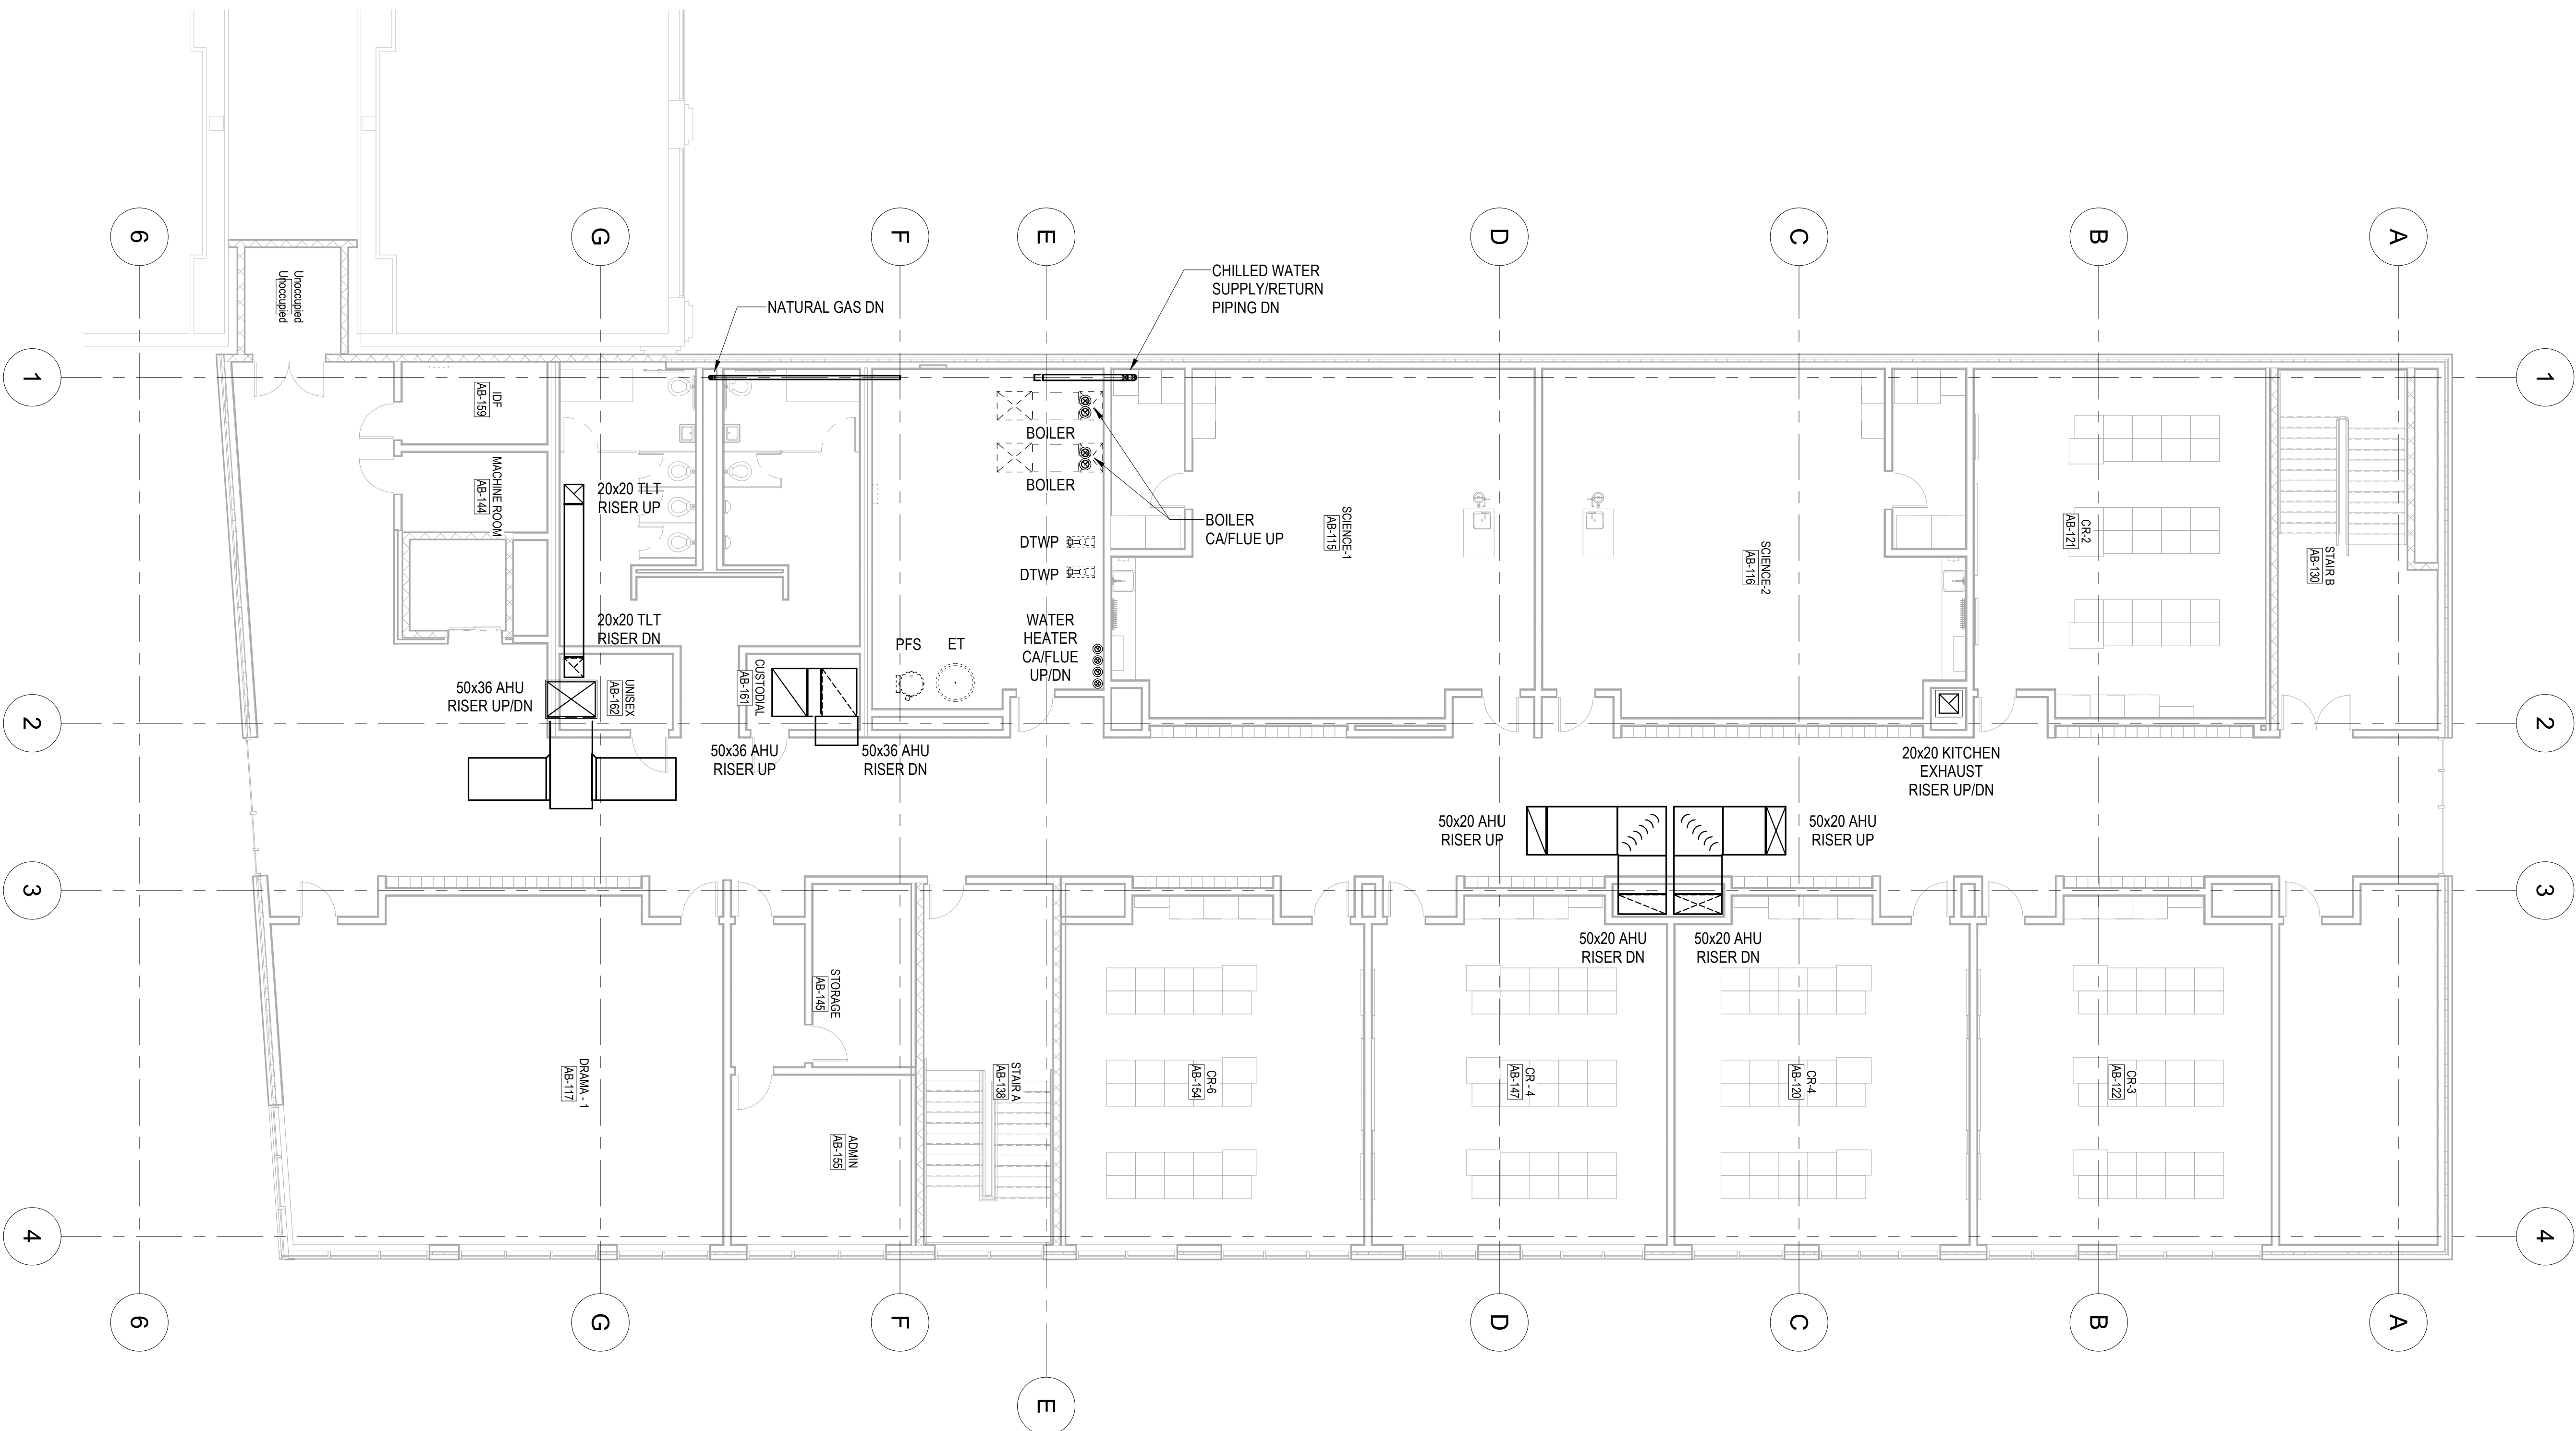 6
G
F
E
D
C
B
A
CHILLED WATER
SUPPLY/RETURN
PIPING DN
NATURAL GAS DN
Unoccupied
Unoccupied
1
1
IDF
AB-159
BOILER
BOILER
MACHINE ROOM
AB-144
20x20 TLT
RISER UP
BOILER
CA/FLUE UP
SCIENCE-1
AB-115
SCIENCE-2
AB-116
CR-2
AB-121
STAIR B
AB-130
DTWP
DTWP
20x20 TLT
RISER DN
WATER
HEATER
CA/FLUE
UP/DN
PFS
ET
50x36 AHU
RISER UP/DN
UNISEX
AB-162
CUSTODIAL
AB-161
2
2
50x36 AHU
RISER UP
50x36 AHU
RISER DN
20x20 KITCHEN
EXHAUST
RISER UP/DN
50x20 AHU
RISER UP
50x20 AHU
RISER UP
3
3
50x20 AHU
RISER DN
50x20 AHU
RISER DN
STORAGE
AB-145
DRAMA - 1
AB-117
STAIR A
AB-138
CR-6
AB-154
CR - 4
AB-147
CR-4
AB-120
CR-3
AB-122
ADMIN
AB-155
4
4
6
G
F
D
C
B
A
E